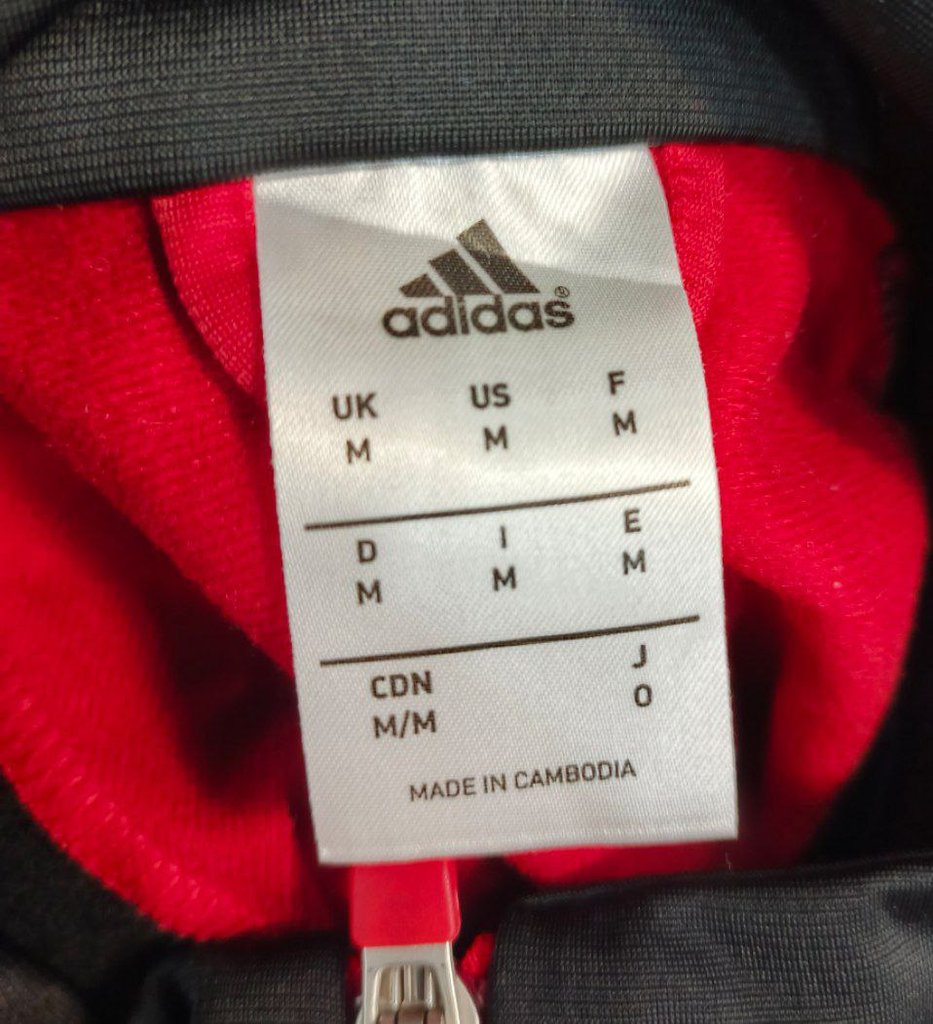 adidas®
UK US F
M M M
D I E
M M M
CDN J
M/M O
MADE IN CAMBODIA